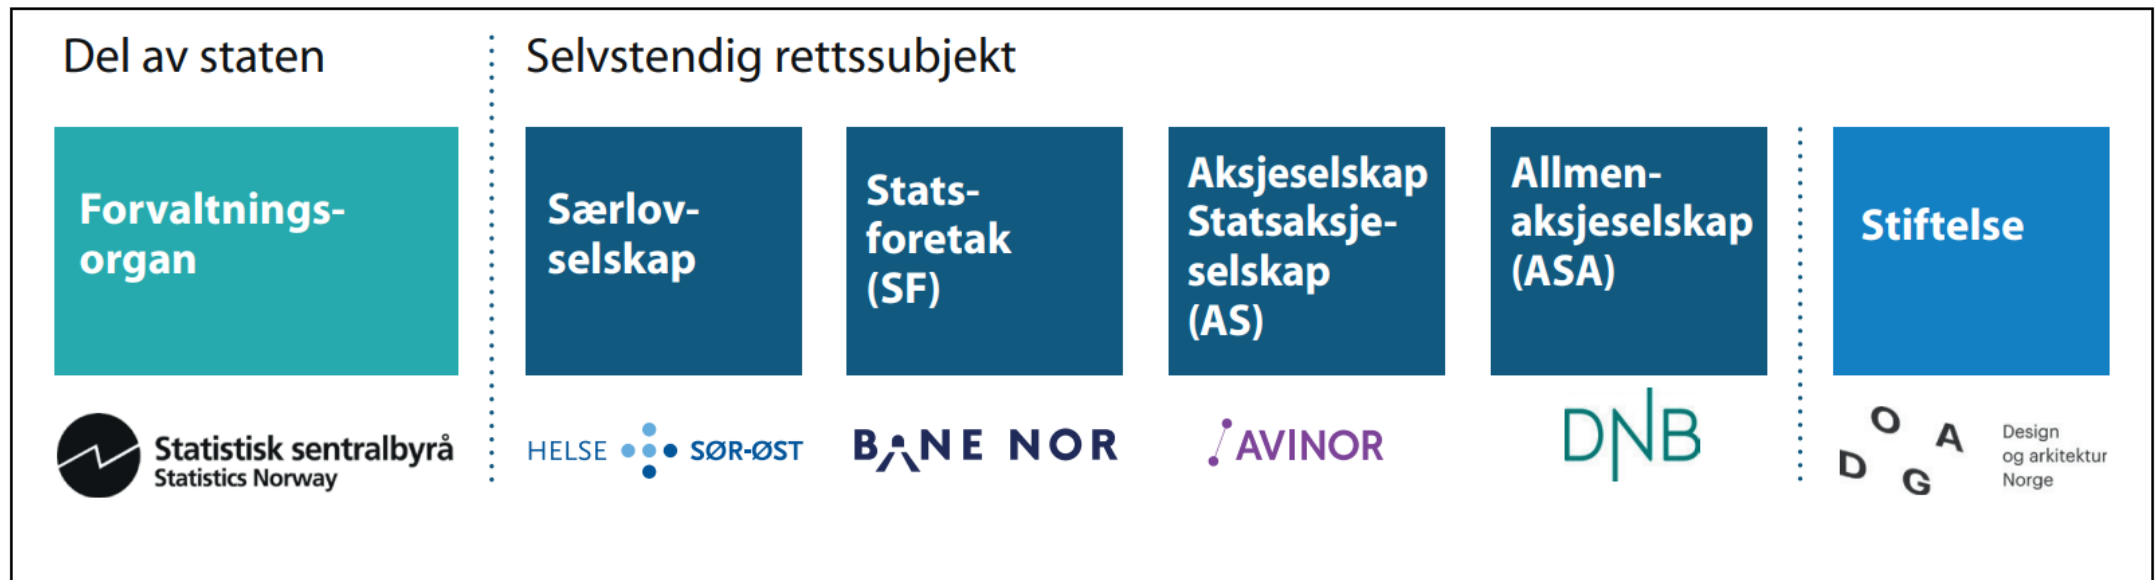 Del av staten
Selvstendig rettssubjekt
Forvaltnings-
organ
Særlov-
selskap
Stats-
foretak
(SF)
Aksjeselskap
Statsaksje-
selskap
(AS)
Allmen-
aksjeselskap
(ASA)
Stiftelse
Statistisk sentralbyrå
Statistics Norway
HELSE SØR-ØST
BANE NOR
AVINOR
DNB
DOGA
Design
og arkitektur
Norge